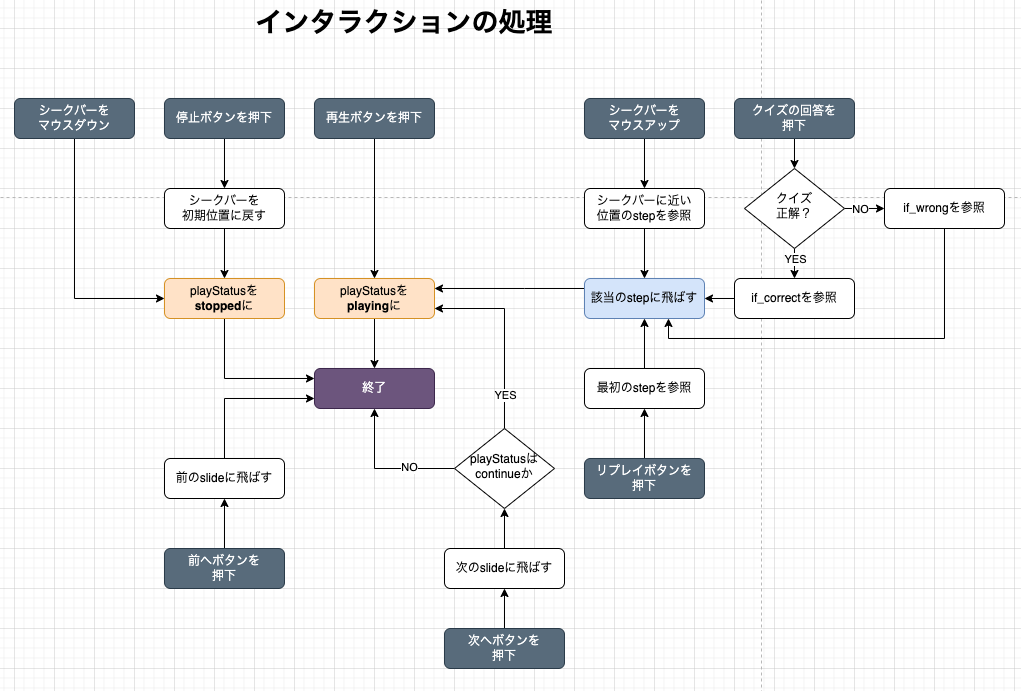 インタラクションの処理
シークバーを
マウスダウン
停止ボタンを押下
再生ボタンを押下
シークバーを
マウスアップ
クイズの回答を
押下
シークバーを
初期位置に戻す
シークバーに近い
位置のstepを参照
クイズ
正解？
NO
if_wrongを参照
YES
playStatusを
stoppedに
playStatusを
playingに
該当のstepに飛ばす
if_correctを参照
終了
最初のstepを参照
YES
前のslideに飛ばす
NO
playStatusは
continueか
リプレイボタンを
押下
前へボタンを
押下
次のslideに飛ばす
次へボタンを
押下